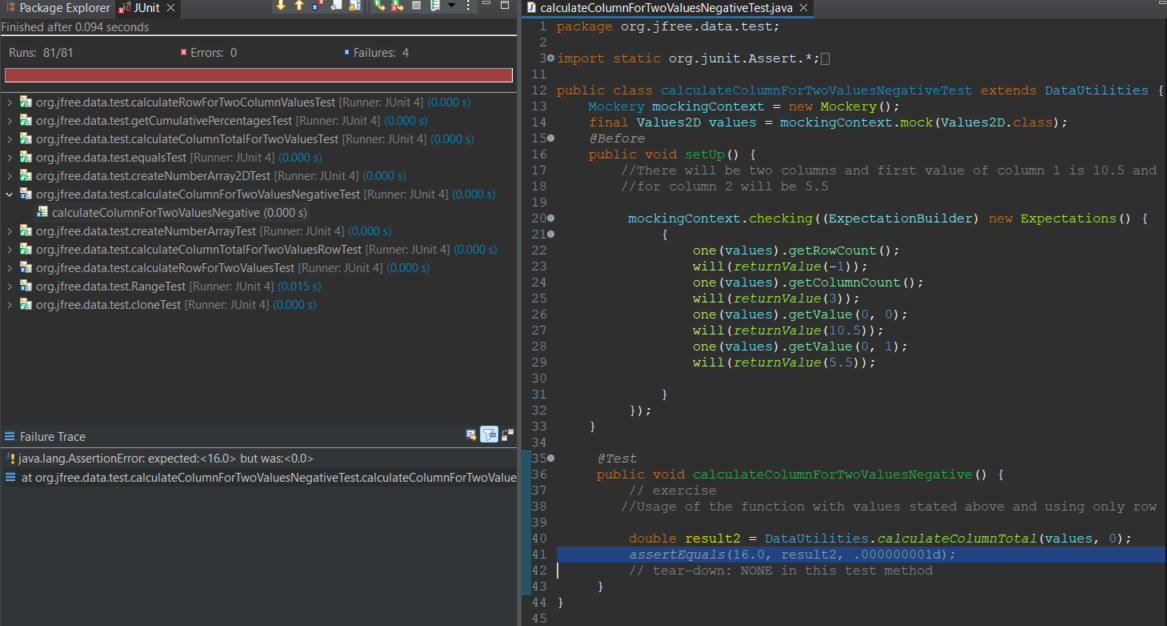 Package Explorer
JUnit
Finished after 0.094 seconds
Runs: 81/81
Errors: 0
Failures: 4
org.jfree.data.test.calculateRowForTwoColumnValuesTest [Runner: JUnit 4] (0.000 s)
org.jfree.data.test.getCumulativePercentagesTest [Runner: JUnit 4] (0.000 s)
org.jfree.data.test.calculateColumnTotalForTwoValuesTest [Runner: JUnit 4] (0.000 s)
org.jfree.data.test.equalsTest [Runner: JUnit 4] (0.000 s)
org.jfree.data.test.createNumberArray2DTest [Runner: JUnit 4] (0.000 s)
org.jfree.data.test.calculateColumnForTwoValuesNegativeTest [Runner: JUnit 4] (0.000 s)
calculateColumnForTwoValuesNegative (0.000 s)
org.jfree.data.test.createNumberArrayTest [Runner: JUnit 4] (0.000 s)
org.jfree.data.test.calculateColumnTotalForTwoValuesRowTest [Runner: JUnit 4] (0.000 s)
org.jfree.data.test.calculateRowForTwoValuesTest [Runner: JUnit 4] (0.000 s)
org.jfree.data.test.RangeTest [Runner: JUnit 4] (0.015 s)
org.jfree.data.test.cloneTest [Runner: JUnit 4] (0.000 s)
Failure Trace
java.lang.AssertionError: expected:<16.0> but was:<0.0>
at org.jfree.data.test.calculateColumnForTwoValuesNegativeTest.calculateColumnForTwoValue
calculateColumnForTwoValuesNegativeTest.java
1 package org.jfree.data.test;
2
3 import static org.junit.Assert.*;
11
12 public class calculateColumnForTwoValuesNegativeTest extends DataUtilities {
13 Mockery mockingContext = new Mockery();
14 final Values2D values = mockingContext.mock(Values2D.class);
15 @Before
16 public void setUp() {
17 //There will be two columns and first value of column 1 is 10.5 and
18 //for column 2 will be 5.5
19
20 mockingContext.checking((ExpectationBuilder) new Expectations() {
21 {
22 one(values).getRowCount();
23 will(returnValue(-1));
24 one(values).getColumnCount();
25 will(returnValue(3));
26 one(values).getValue(0, 0);
27 will(returnValue(10.5));
28 one(values).getValue(0, 1);
29 will(returnValue(5.5));
30
31 }
32 });
33 }
34
35 @Test
36 public void calculateColumnForTwoValuesNegative() {
37 // exercise
38 //Usage of the function with values stated above and using only row
39
40 double result2 = DataUtilities.calculateColumnTotal(values, 0);
41 assertEquals(16.0, result2, .000000001d);
42 // tear-down: NONE in this test method
43 }
44 }
45